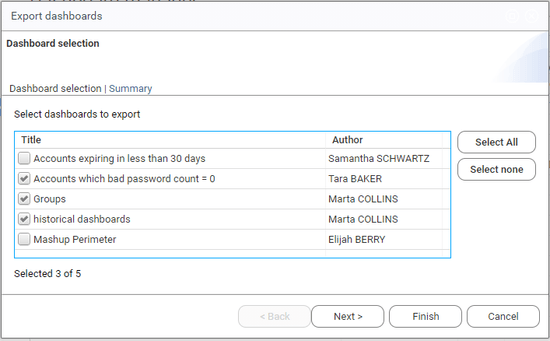 Export dashboards
Dashboard selection
Dashboard selection | Summary
Select dashboards to export
Title Author
Accounts expiring in less than 30 days Samantha SCHWARTZ
Accounts which bad password count = 0 Tara BAKER
Groups Marta COLLINS
historical dashboards Marta COLLINS
Mashup Perimeter Elijah BERRY
Select All
Select none
Selected 3 of 5
< Back Next > Finish Cancel